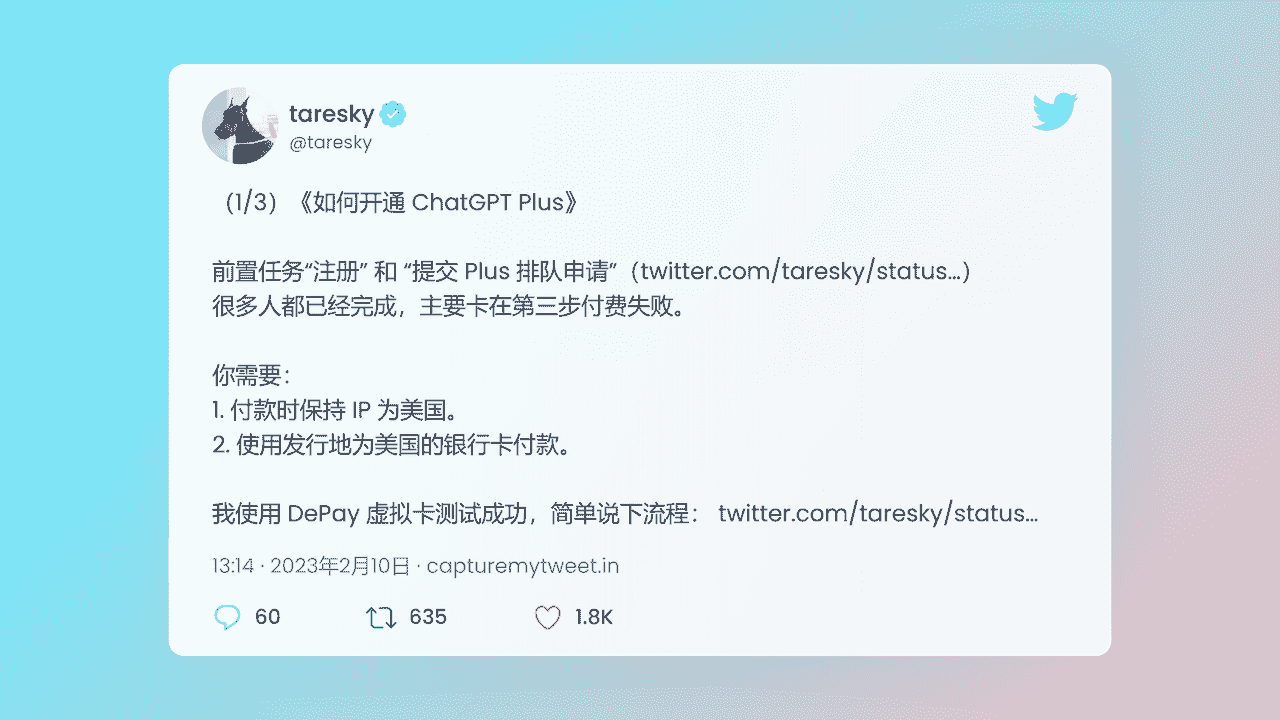 taresky
@taresky
（1/3）《如何开通 ChatGPT Plus》
前置任务“注册” 和 “提交 Plus 排队申请”（twitter.com/taresky/status…）
很多人都已经完成，主要卡在第三步付费失败。
你需要：
1. 付款时保持 IP 为美国。
2. 使用发行地为美国的银行卡付款。
我使用 DePay 虚拟卡测试成功，简单说下流程： twitter.com/taresky/status…
13:14 · 2023年2月10日 · capturemytweet.in
60 635 1.8K